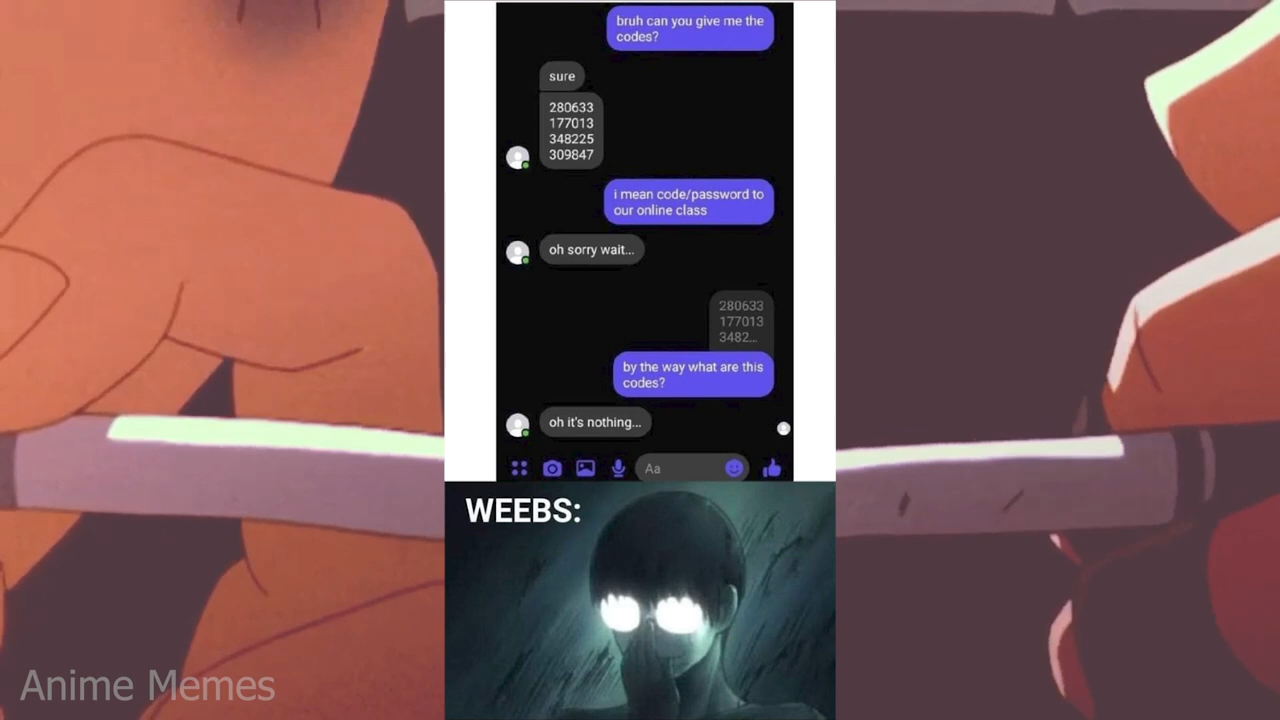 bruh can you give me the
codes?
sure
280633
177013
348225
309847
i mean code/password to
our online class
oh sorry wait...
280633
177013
3482...
by the way what are this
codes?
oh it's nothing...
Aa
WEEBS:
Anime Memes